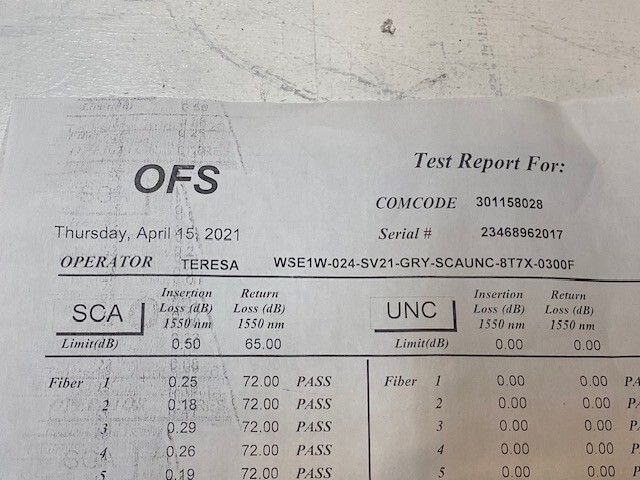 OFS
Test Report For:
COMCODE 301158028
Thursday, April 15, 2021
Serial # 23468962017
OPERATOR TERESA WSE1W-024-SV21-GRY-SCAUNC-8T7X-0300F
SCA Insertion Loss (dB) 1550 nm Return Loss (dB) 1550 nm UNC Insertion Loss (dB) 1550 nm Return Loss (dB) 1550 nm
Limit(dB) 0.50 65.00 Limit(dB) 0.00 0.00
Fiber 1 0.25 72.00 PASS Fiber 1 0.00 0.00 PA
2 0.18 72.00 PASS 2 0.00 0.00 PA
3 0.29 72.00 PASS 3 0.00 0.00 PA
4 0.26 72.00 PASS 4 0.00 0.00 P
5 0.19 72.00 PASS 5 0.00 0.00 P